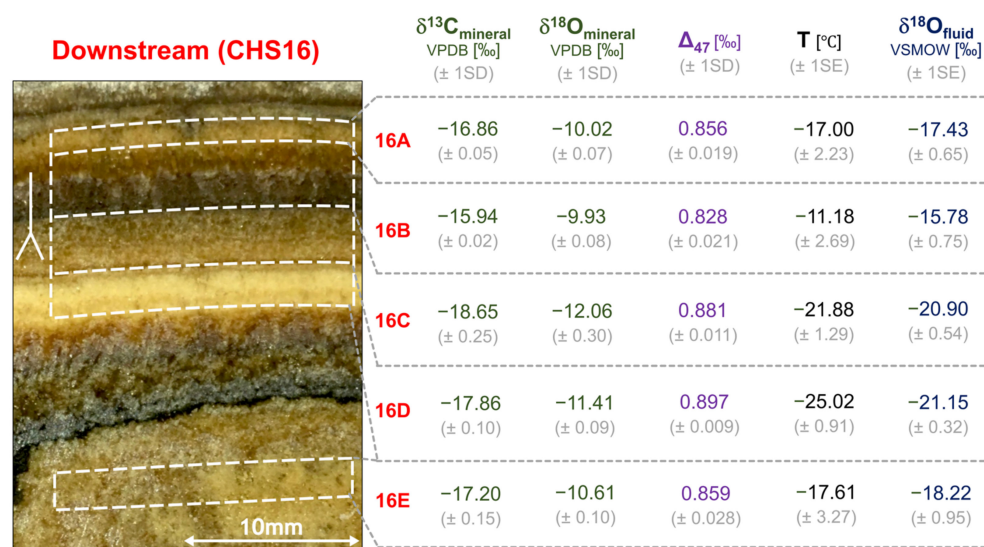 Downstream (CHS16)
δ¹³Cmineral δ¹⁸Omineral Δ₄₇ [‰] T [℃] δ¹⁸Ofluid
VPDB [‰] VPDB [‰] VSMOW [‰]
(± 1SD) (± 1SD) (± 1SD) (± 1SE) (± 1SE)
16A −16.86 −10.02 0.856 −17.00 −17.43
(± 0.05) (± 0.07) (± 0.019) (± 2.23) (± 0.65)
16B −15.94 −9.93 0.828 −11.18 −15.78
(± 0.02) (± 0.08) (± 0.021) (± 2.69) (± 0.75)
16C −18.65 −12.06 0.881 −21.88 −20.90
(± 0.25) (± 0.30) (± 0.011) (± 1.29) (± 0.54)
16D −17.86 −11.41 0.897 −25.02 −21.15
(± 0.10) (± 0.09) (± 0.009) (± 0.91) (± 0.32)
16E −17.20 −10.61 0.859 −17.61 −18.22
(± 0.15) (± 0.10) (± 0.028) (± 3.27) (± 0.95)
10mm